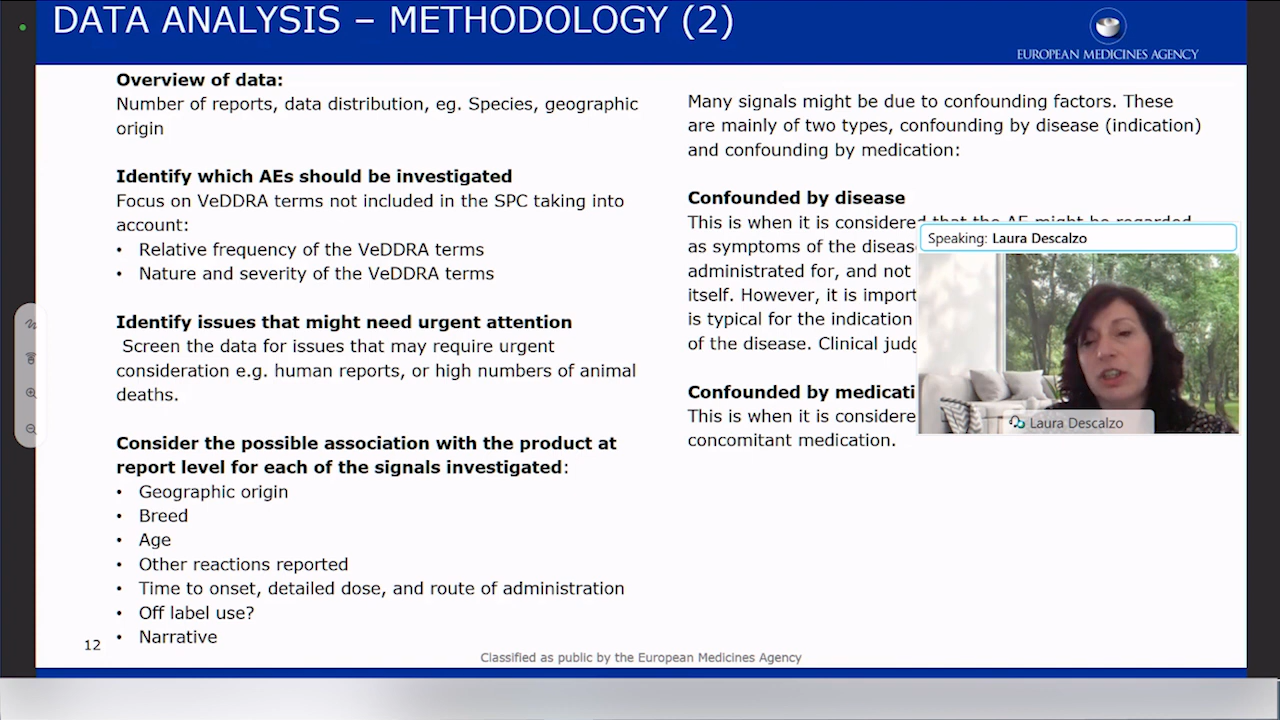 DATA ANALYSIS – METHODOLOGY (2)
EUROPEAN MEDICINES AGENCY
Overview of data:
Number of reports, data distribution, eg. Species, geographic
origin
Identify which AEs should be investigated
Focus on VeDDRA terms not included in the SPC taking into
account:
• Relative frequency of the VeDDRA terms
• Nature and severity of the VeDDRA terms
Identify issues that might need urgent attention
Screen the data for issues that may require urgent
consideration e.g. human reports, or high numbers of animal
deaths.
Consider the possible association with the product at
report level for each of the signals investigated:
• Geographic origin
• Breed
• Age
• Other reactions reported
• Time to onset, detailed dose, and route of administration
• Off label use?
• Narrative
Many signals might be due to confounding factors. These
are mainly of two types, confounding by disease (indication)
and confounding by medication:
Confounded by disease
This is when it is considered that the AE might be regarded
as symptoms of the
administrated for, and not
itself. However, it is
is typical for the indication
of the disease. Clinical
Confounded by
This is when it is
concomitant medication.
Speaking: Laura Descalzo
Laura Descalzo
12
Classified as public by the European Medicines Agency